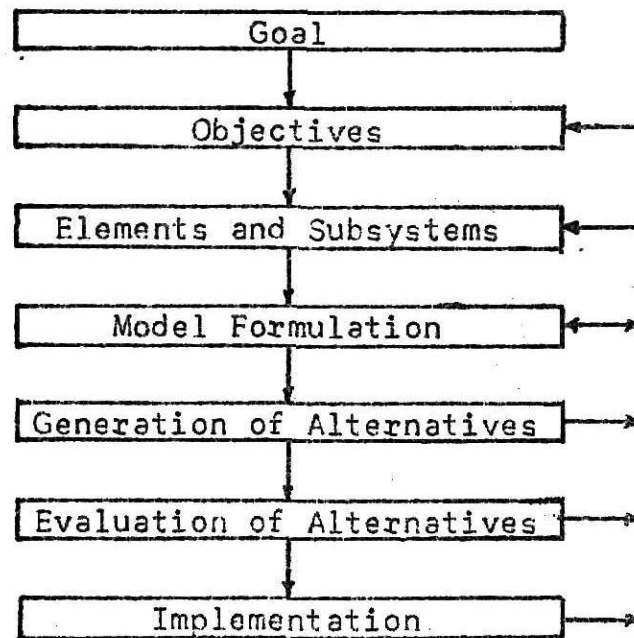 Goal
Objectives
Elements and Subsystems
Model Formulation
Generation of Alternatives
Evaluation of Alternatives
Implementation